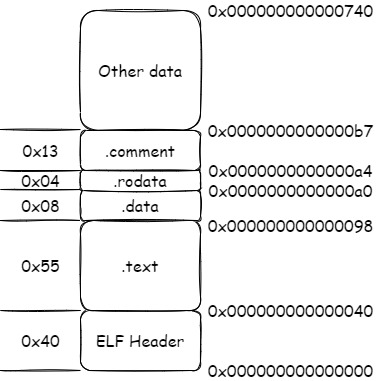 0x0000000000000740
Other data
0x00000000000000b7
0x13
.comment
0x00000000000000a4
0x04
.rodata
0x00000000000000a0
0x08
.data
0x0000000000000098
0x55
.text
0x0000000000000040
0x40
ELF Header
0x0000000000000000